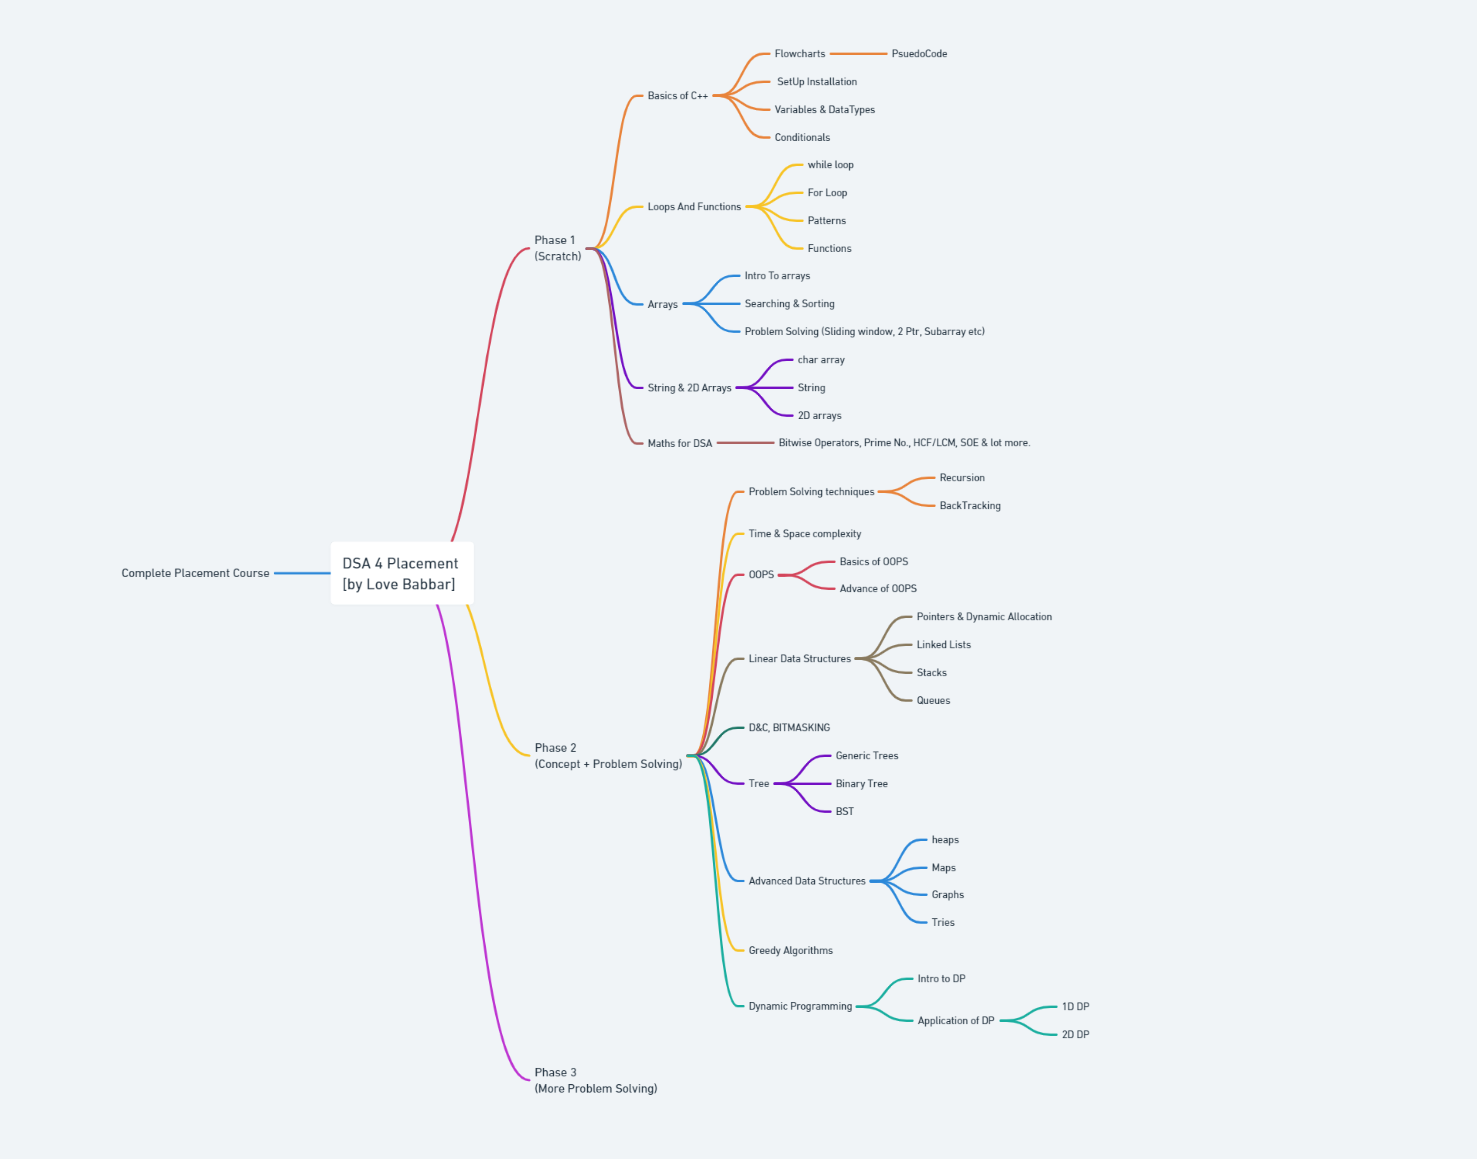 Flowcharts
PsuedoCode
SetUp Installation
Basics of C++
Variables & DataTypes
Conditionals
while loop
For Loop
Loops And Functions
Patterns
Functions
Phase 1
(Scratch)
Intro To arrays
Arrays
Searching & Sorting
Problem Solving (Sliding window, 2 Ptr, Subarray etc)
char array
String & 2D Arrays
String
2D arrays
Maths for DSA
Bitwise Operators, Prime No., HCF/LCM, SOE & lot more.
Problem Solving techniques
Recursion
BackTracking
Time & Space complexity
Complete Placement Course
DSA 4 Placement
[by Love Babbar]
OOPS
Basics of OOPS
Advance of OOPS
Linear Data Structures
Pointers & Dynamic Allocation
Linked Lists
Stacks
Queues
D&C, BITMASKING
Phase 2
(Concept + Problem Solving)
Tree
Generic Trees
Binary Tree
BST
Advanced Data Structures
heaps
Maps
Graphs
Tries
Greedy Algorithms
Dynamic Programming
Intro to DP
Application of DP
1D DP
2D DP
Phase 3
(More Problem Solving)